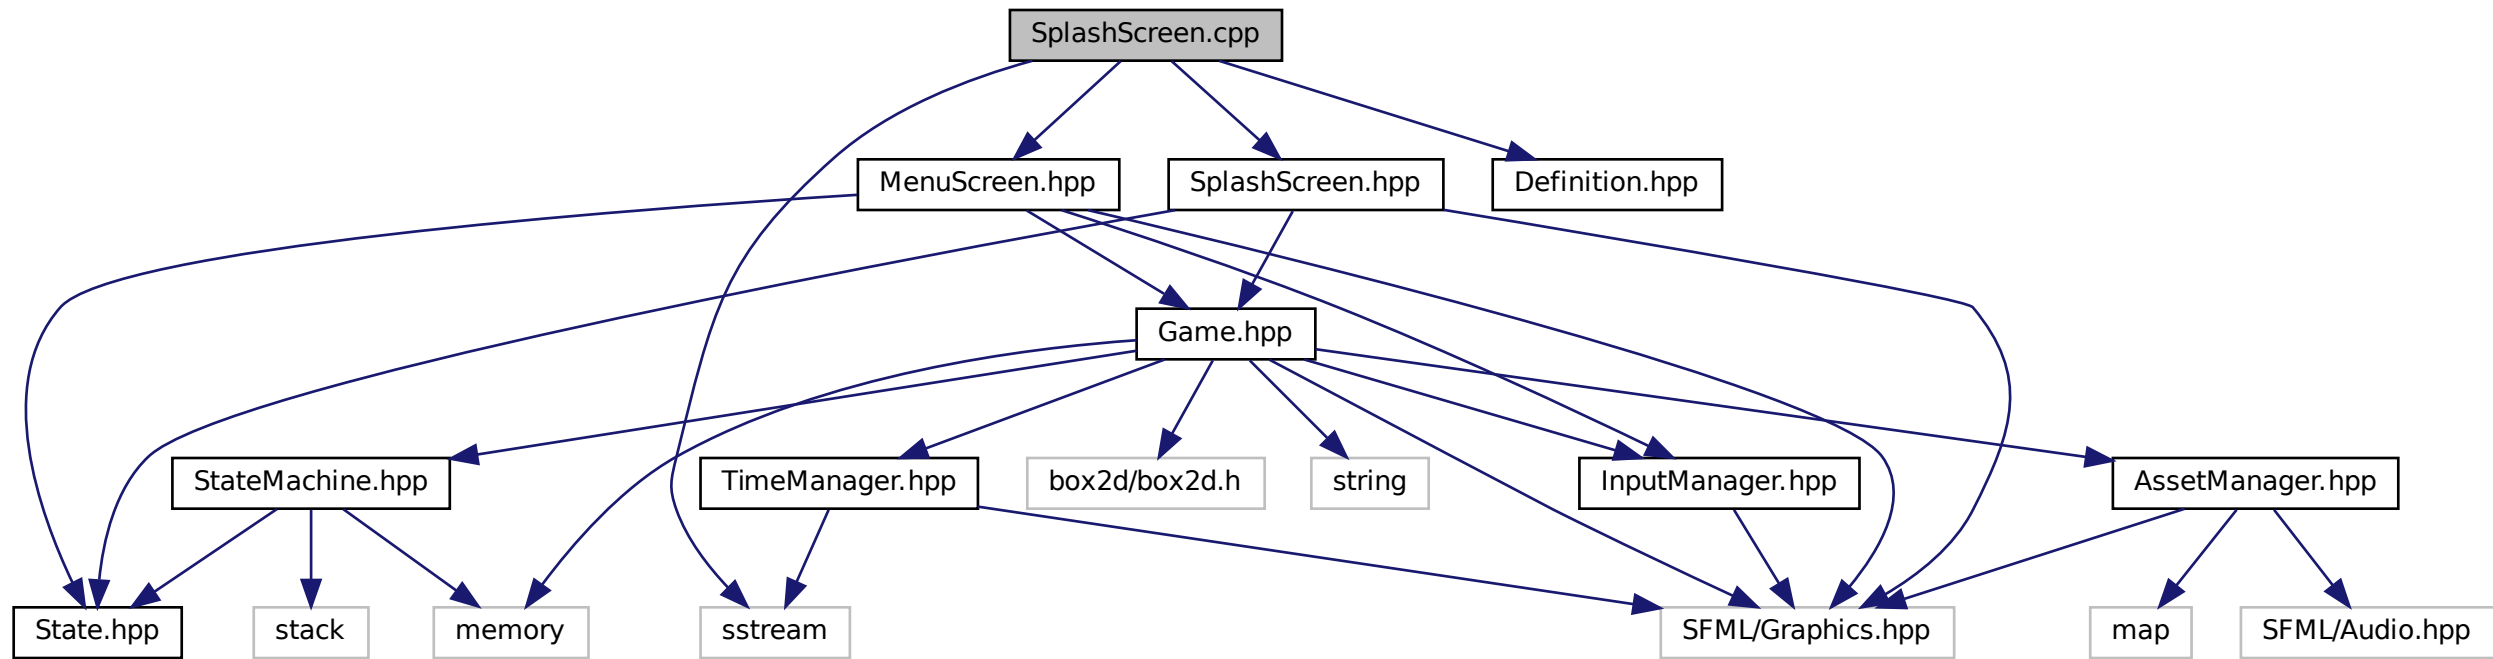 SplashScreen.cpp
MenuScreen.hpp
SplashScreen.hpp
Definition.hpp
Game.hpp
StateMachine.hpp
TimeManager.hpp
box2d/box2d.h
string
InputManager.hpp
AssetManager.hpp
State.hpp
stack
memory
sstream
SFML/Graphics.hpp
map
SFML/Audio.hpp